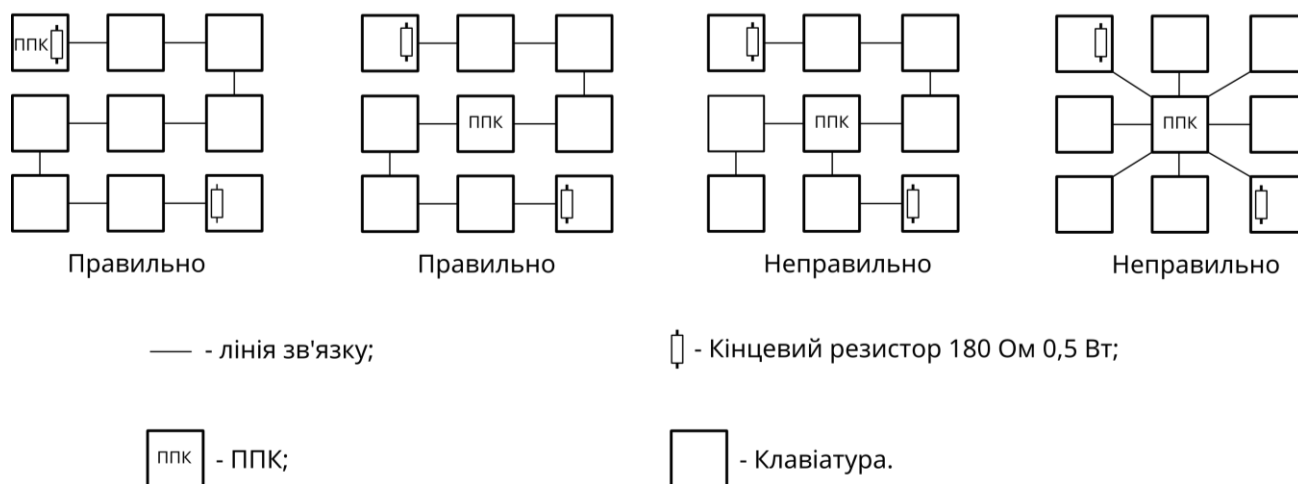 ППК
ППК
ППК
ППК
Правильно
Правильно
Неправильно
Неправильно
- лінія зв'язку;
- Кінцевий резистор 180 Ом 0,5 Вт;
ППК - ППК;
- Клавіатура.